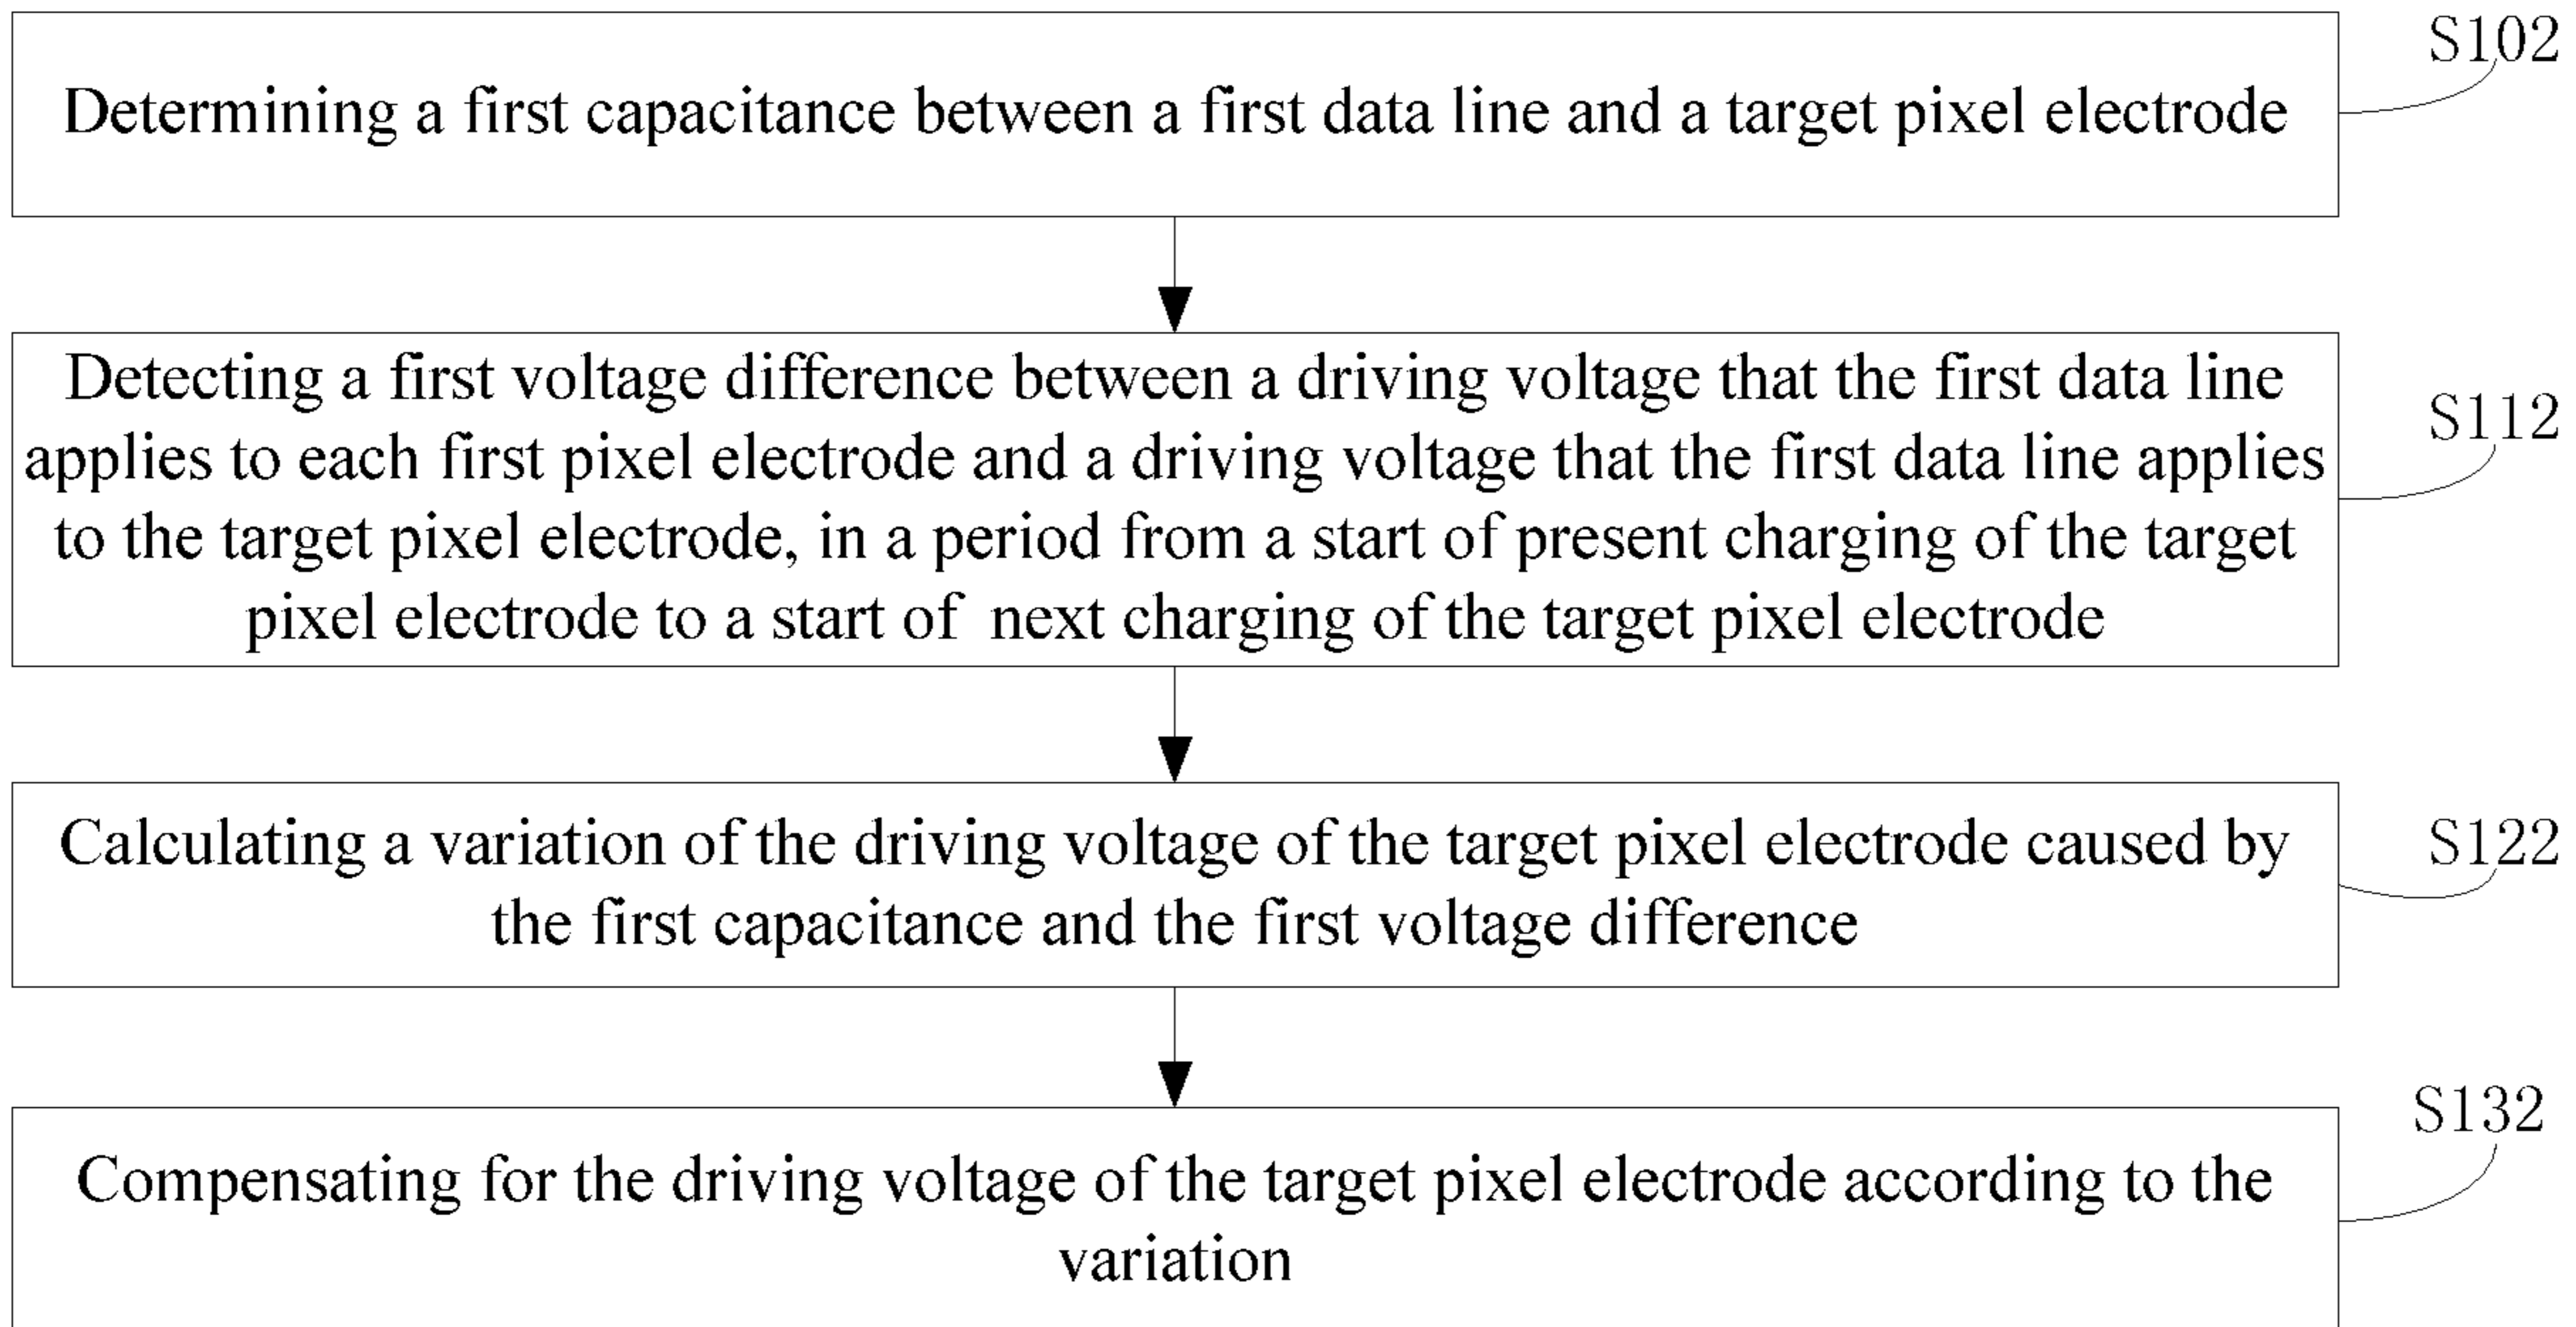 S102
Determining a first capacitance between a first data line and a target pixel electrode
Detecting a first voltage difference between a driving voltage that the first data line
applies to each first pixel electrode and a driving voltage that the first data line applies
to the target pixel electrode, in a period from a start of present charging of the target
pixel electrode to a start of next charging of the target pixel electrode
S112
Calculating a variation of the driving voltage of the target pixel electrode caused by
the first capacitance and the first voltage difference
S122
Compensating for the driving voltage of the target pixel electrode according to the
variation
S132